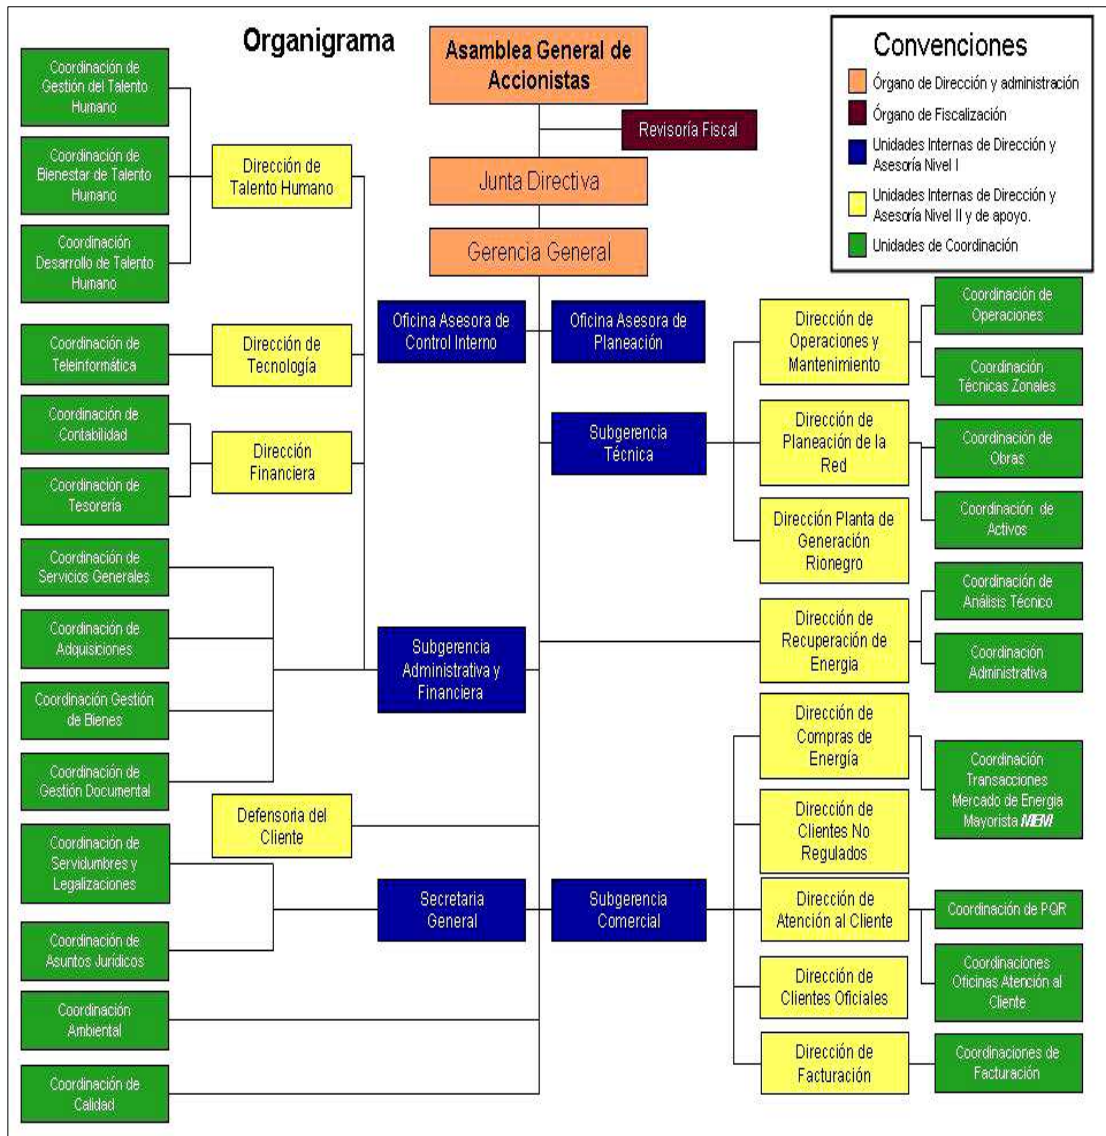 Organigrama
Asamblea General de
Accionistas
Revisoría Fiscal
Junta Directiva
Gerencia General
Convenciones
Órgano de Dirección y administración
Órgano de Fiscalización
Unidades Internas de Dirección y
Asesoría Nivel I
Unidades Internas de Dirección y
Asesoría Nivel II y de apoyo.
Unidades de Coordinación
Coordinación de
Gestión del Talento
Humano
Coordinación de
Bienestar de Talento
Humano
Coordinación
Desarrollo de Talento
Humano
Dirección de
Talento Humano
Coordinación de
Teleinformática
Dirección de
Tecnología
Coordinación de
Contabilidad
Coordinación de
Tesorería
Dirección
Financiera
Coordinación de
Servicios Generales
Coordinación de
Adquisiciones
Coordinación Gestión
de Bienes
Coordinación de
Gestión Documental
Defensoria del
Cliente
Coordinación de
Servidumbres y
Legalizaciones
Coordinación de
Asuntos Jurídicos
Coordinación
Ambiental
Coordinación de
Calidad
Oficina Asesora de
Control Interno
Oficina Asesora de
Planeación
Subgerencia
Técnica
Subgerencia
Administrativa y
Financiera
Secretaria
General
Subgerencia
Comercial
Dirección de
Operaciones y
Mantenimiento
Dirección de
Planeación de la
Red
Dirección Planta de
Generación
Rionegro
Dirección de
Recuperación de
Energía
Dirección de
Compras de
Energía
Dirección de
Clientes No
Regulados
Dirección de
Atención al Cliente
Dirección de
Clientes Oficiales
Dirección de
Facturación
Coordinación de
Operaciones
Coordinación
Técnicas Zonales
Coordinación de
Obras
Coordinación de
Activos
Coordinación de
Análisis Técnico
Coordinación
Administrativa
Coordinación
Transacciones
Mercado de Energia
Mayorista MEM
Coordinación de PQR
Coordinaciones
Oficinas Atención al
Cliente
Coordinaciones de
Facturación